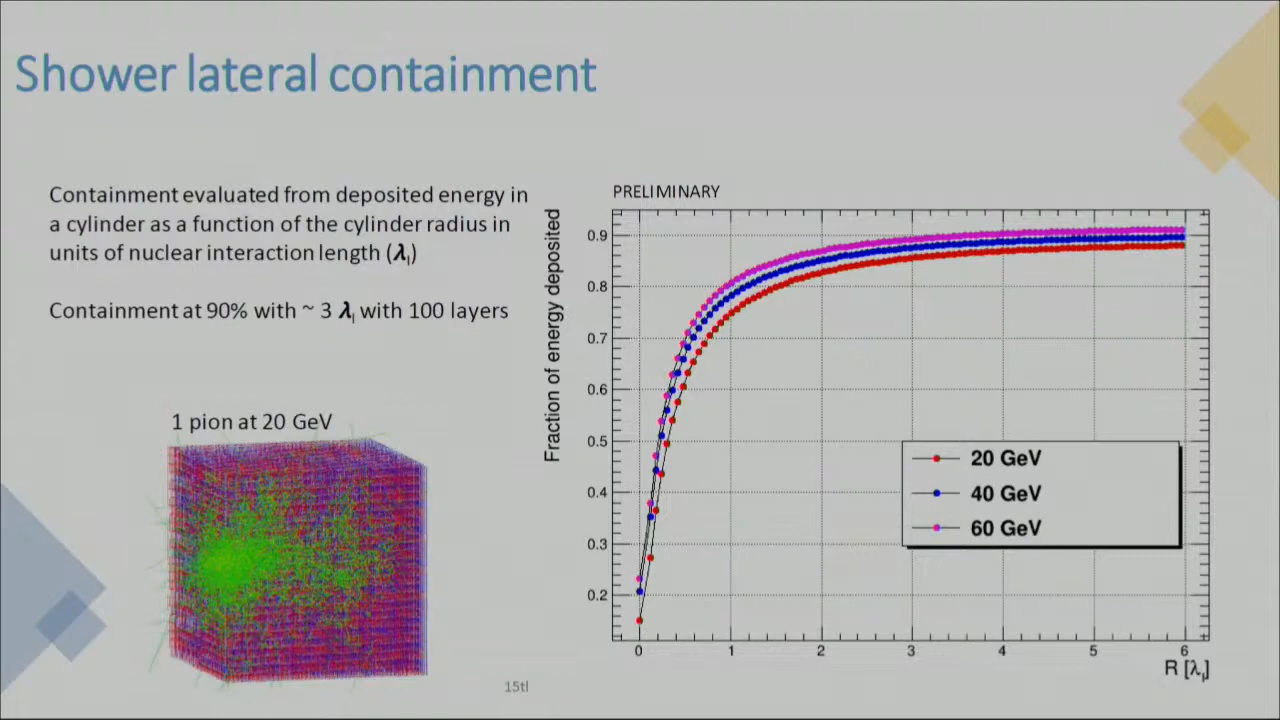 Shower lateral containment
Containment evaluated from deposited energy in
a cylinder as a function of the cylinder radius in
units of nuclear interaction length (λI)
Containment at 90% with ~ 3 λI with 100 layers
1 pion at 20 GeV
PRELIMINARY
Fraction of energy deposited
0.9
0.8
0.7
0.6
0.5
0.4
0.3
0.2
20 GeV
40 GeV
60 GeV
0 1 2 3 4 5 6
R [λI]
15tl